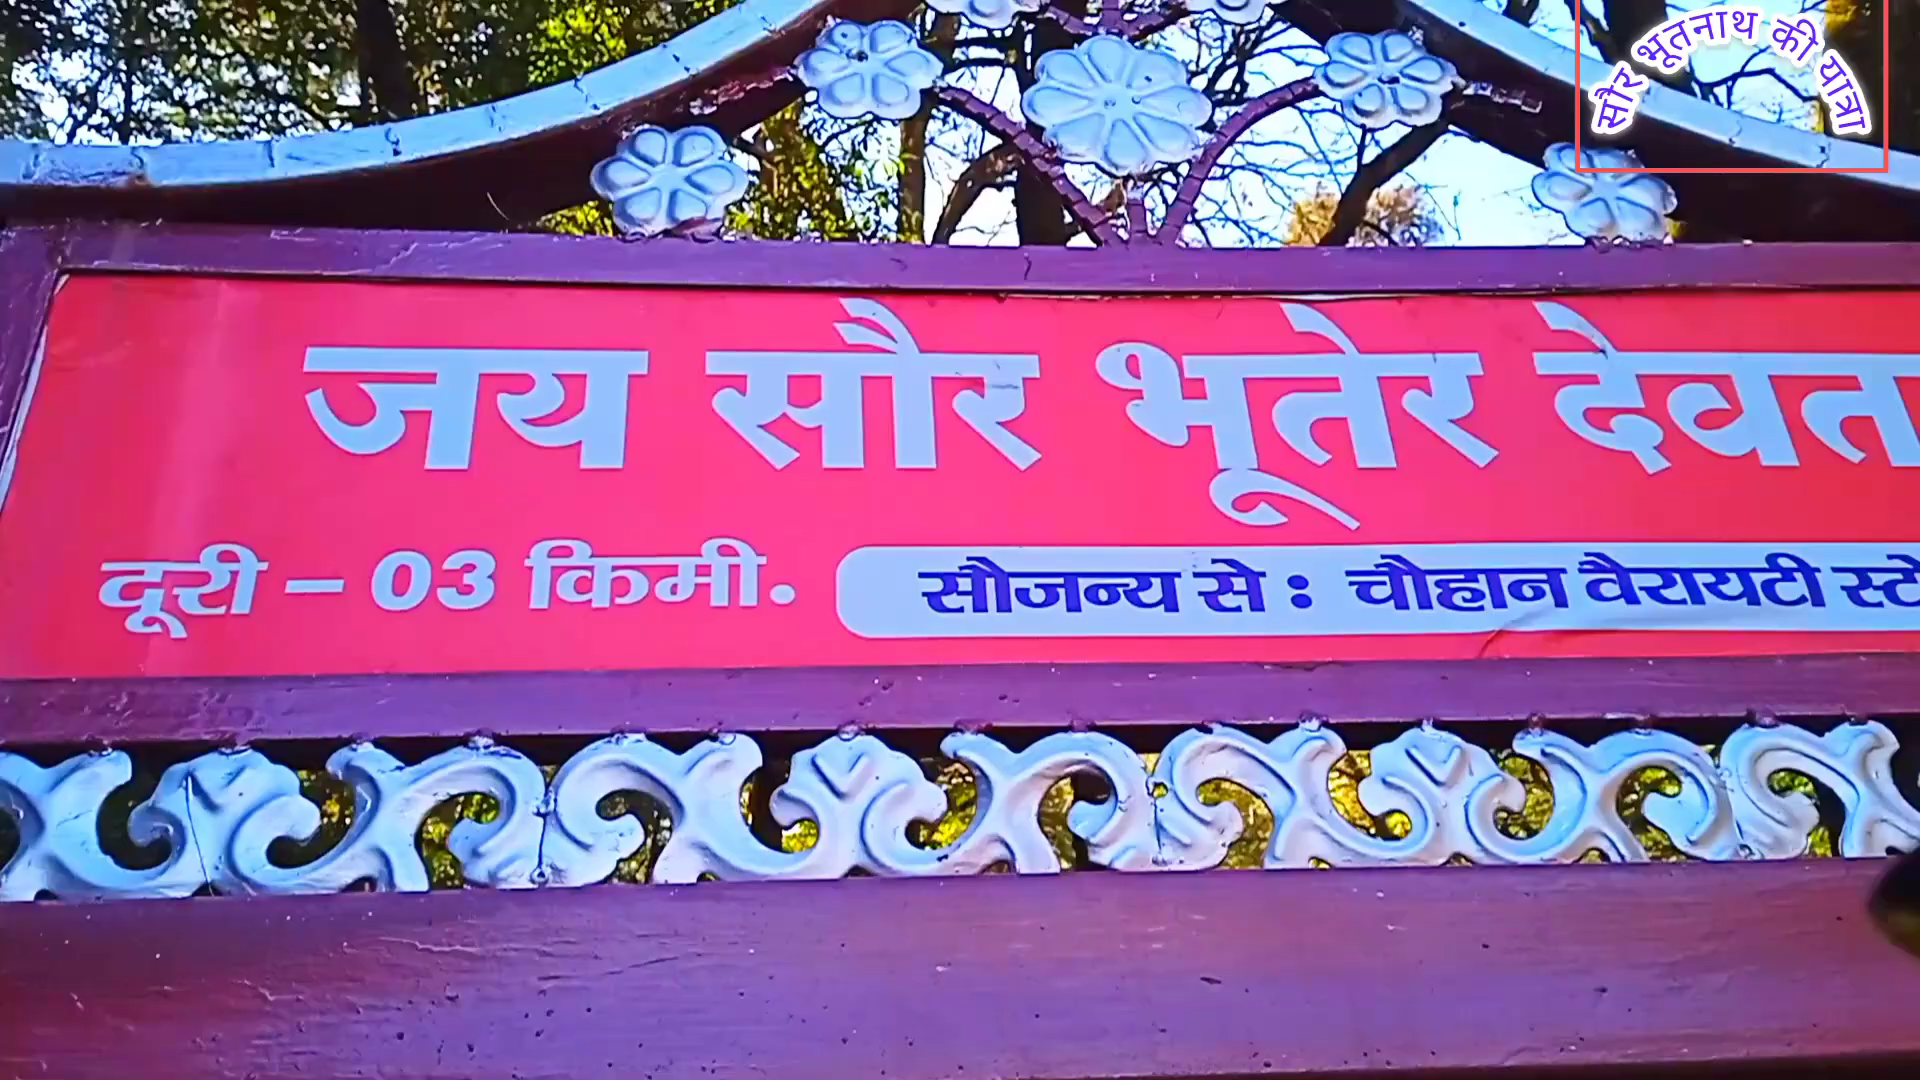 सौर भूतनाथ की यात्रा
जय सौर भूतेर देवत
दूरी – 03 किमी.
सौजन्य से : चौहान वैरायटी स्टे